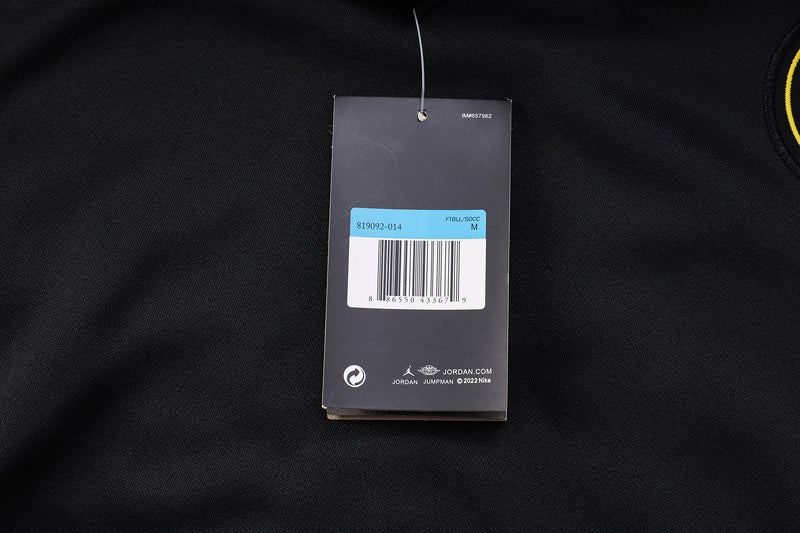 IM#657962
FTBLL/SOCC
819092-014 M
8 86550 43367 9
JORDAN.COM
JORDAN JUMPMAN © 2022 Nike